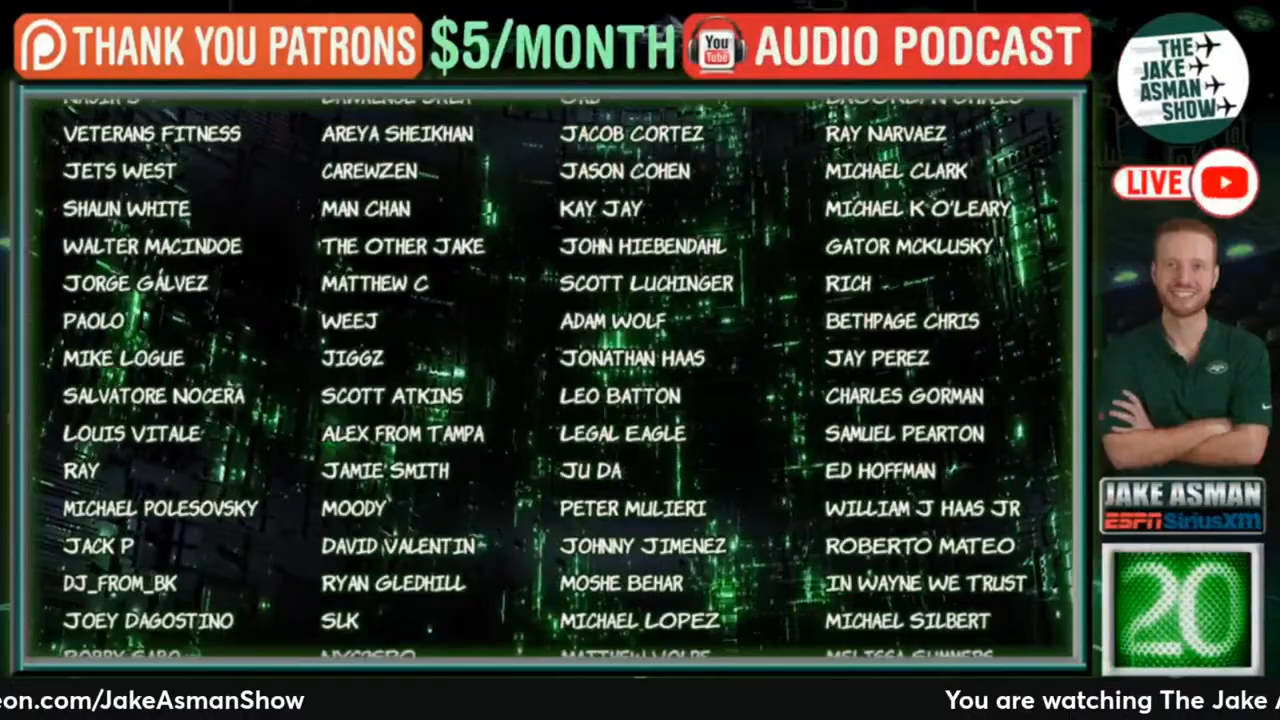 THANK YOU PATRONS $5/MONTH You Tube AUDIO PODCAST
THE JAKE ASMAN SHOW
LIVE
VETERANS FITNESS AREYA SHEIKHAN JACOB CORTEZ RAY NARVAEZ
JETS WEST CAREWZEN JASON COHEN MICHAEL CLARK
SHAUN WHITE MAN CHAN KAY JAY MICHAEL K O'LEARY
WALTER MACINDOE THE OTHER JAKE JOHN HIEBENDAHL GATOR MCKLUSKY
JORGE GÁLVEZ MATTHEW C SCOTT LUCHINGER RICH
PAOLO WEEJ ADAM WOLF BETHPAGE CHRIS
MIKE LOGUE JIGGZ JONATHAN HAAS JAY PEREZ
SALVATORE NOCERA SCOTT ATKINS LEO BATTON CHARLES GORMAN
LOUIS VITALE ALEX FROM TAMPA LEGAL EAGLE SAMUEL PEARTON
RAY JAMIE SMITH JU DA ED HOFFMAN
MICHAEL POLESOVSKY MOODY PETER MULIERI WILLIAM J HAAS JR
JACK P DAVID VALENTIN JOHNNY JIMENEZ ROBERTO MATEO
DJ_FROM_BK RYAN GLEDHILL MOSHE BEHAR IN WAYNE WE TRUST
JOEY DAGOSTINO SLK MICHAEL LOPEZ MICHAEL SILBERT
JAKE ASMAN
ESPN SiriusXM
20
eon.com/JakeAsmanShow You are watching The Jake